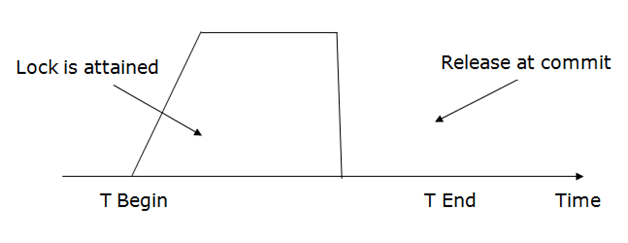 Release at commit
Lock is attained
T Begin
T End
Time